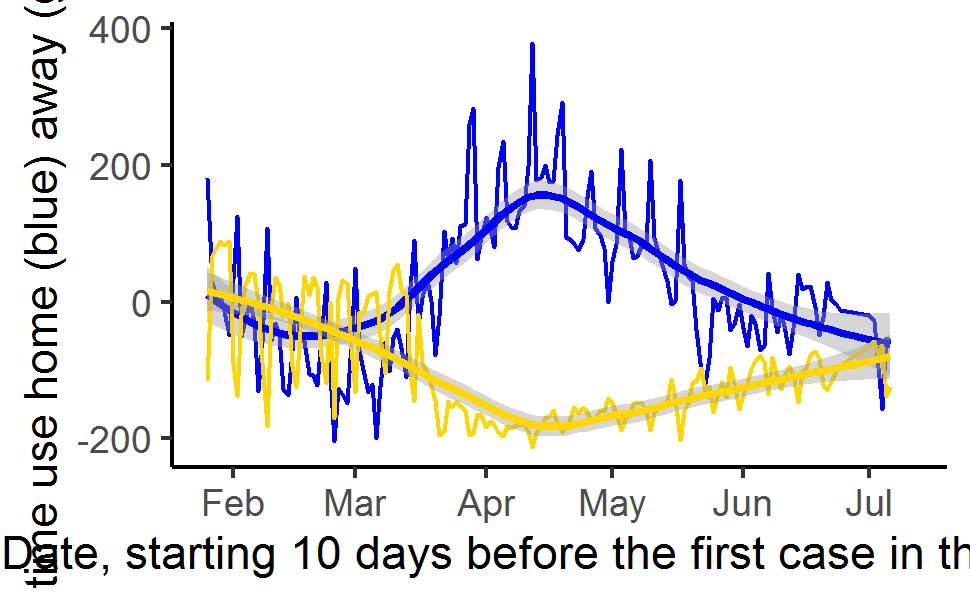 400
200
0
-200
time use home (blue) away (
Feb Mar Apr May Jun Jul
Date, starting 10 days before the first case in th